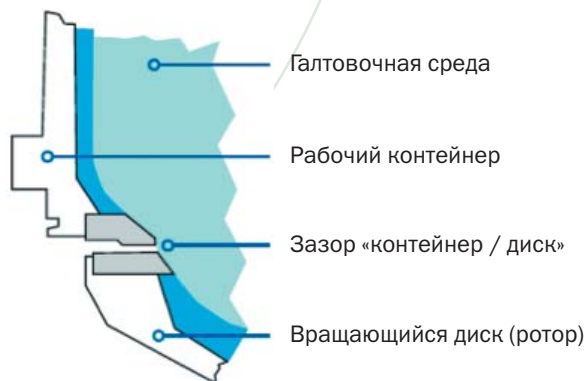 Галтовочная среда
Рабочий контейнер
Зазор «контейнер / диск»
Вращающийся диск (ротор)